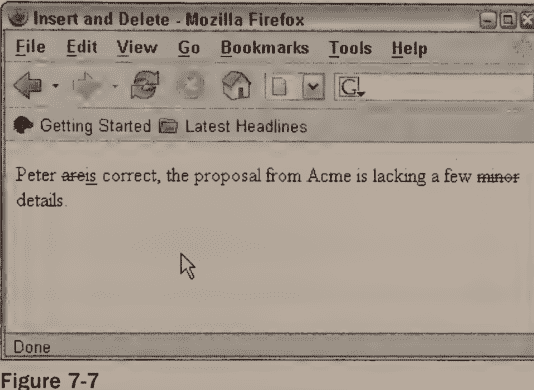 Insert and Delete - Mozilla Firefox
File Edit View Go Bookmarks Tools Help
G
Getting Started Latest Headlines
Peter areis correct, the proposal from Acme is lacking a few minor
details.
Done
Figure 7-7